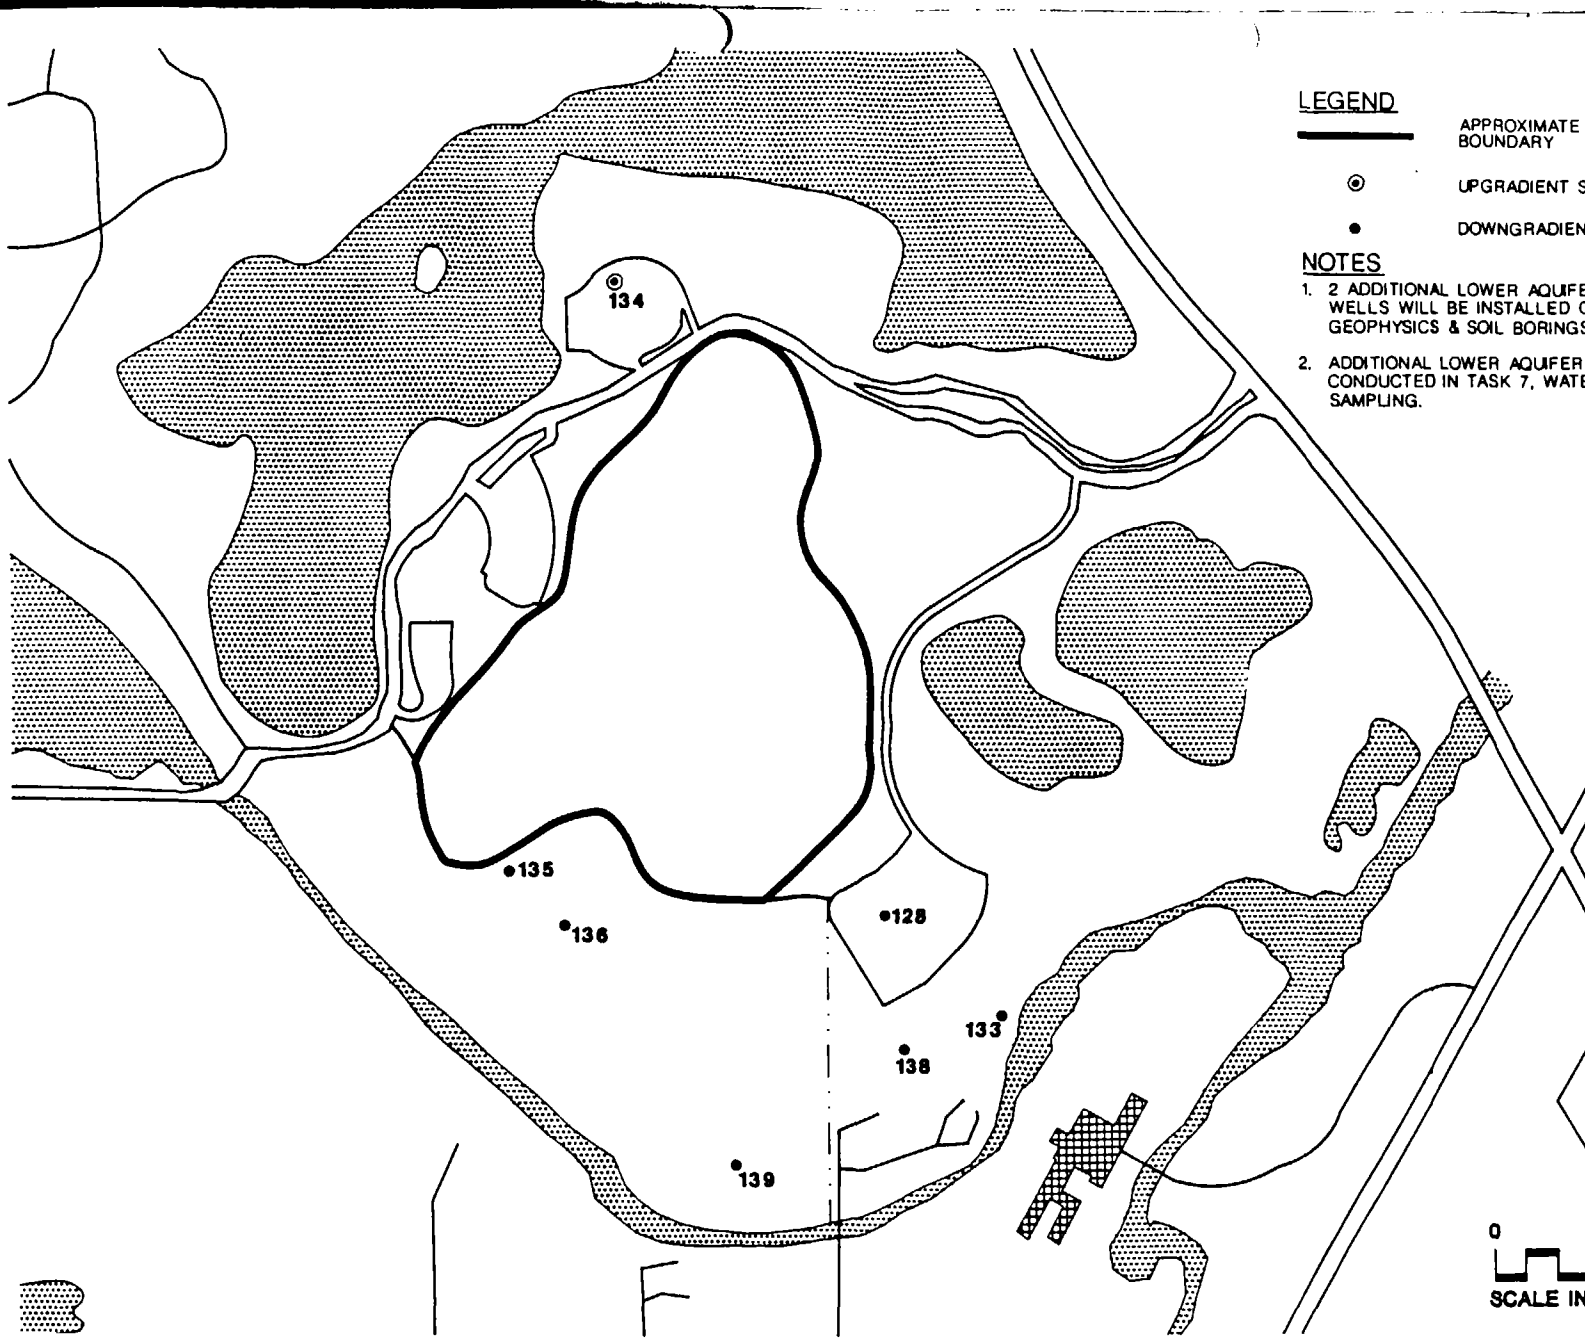 LEGEND
APPROXIMATE
BOUNDARY
UPGRADIENT S
DOWNGRADIEN
NOTES
1. 2 ADDITIONAL LOWER AQUIFE
WELLS WILL BE INSTALLED
GEOPHYSICS & SOIL BORINGS
2. ADDITIONAL LOWER AQUIFER
CONDUCTED IN TASK 7, WATE
SAMPLING.
134
135
136
128
133
138
139
0
SCALE IN